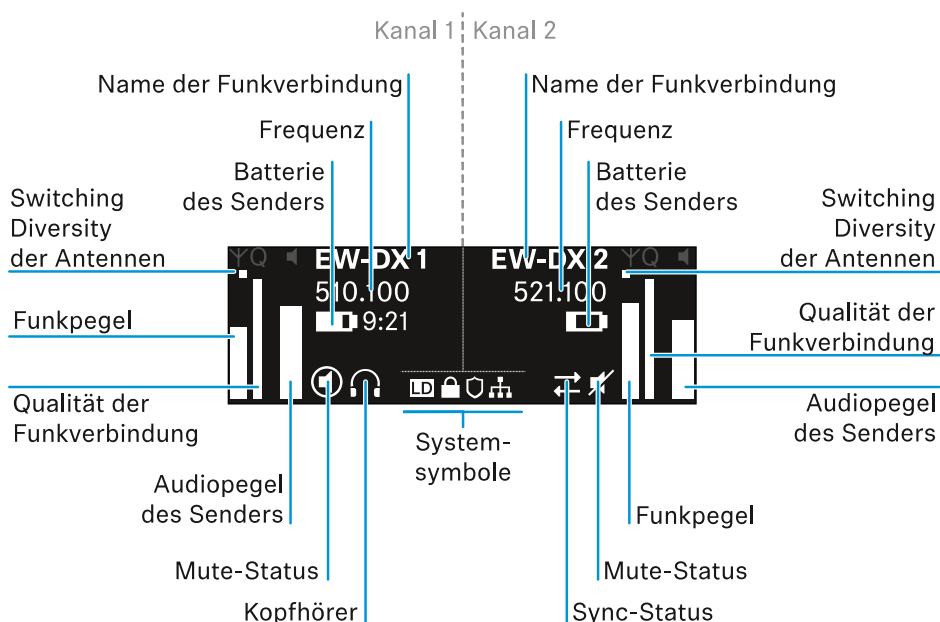 Kanal 1 Kanal 2
Name der Funkverbindung Name der Funkverbindung
Frequenz Frequenz
Batterie
des Senders
Batterie
des Senders
Switching
Diversity
der Antennen
Switching
Diversity
der Antennen
Q EW-DX 1 EW-DX 2 Q
510.100 521.100
9:21
Funkpegel
Qualität der
Funkverbindung
LD
Qualität der
Funkverbindung
Audiopegel
des Senders
System-
symbole
Audiopegel
des Senders
Funkpegel
Mute-Status Mute-Status
Kopfhörer Sync-Status